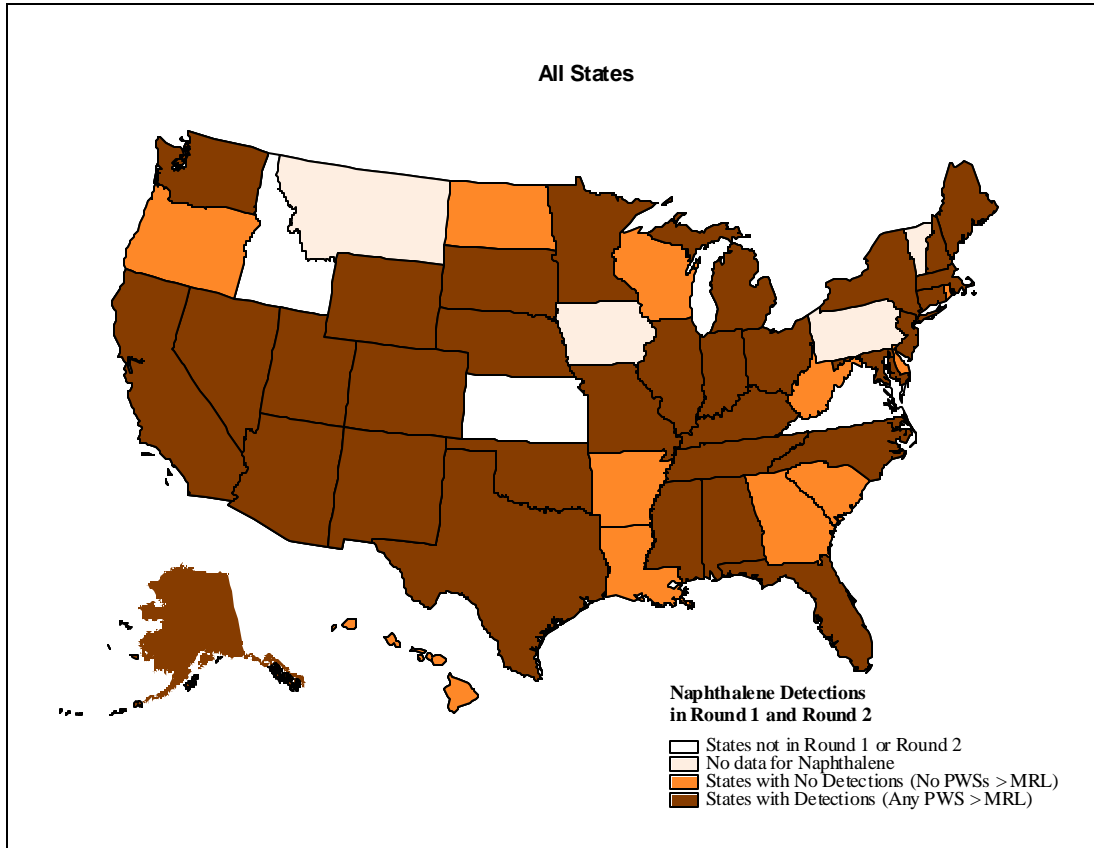 All States
Naphthalene Detections
in Round 1 and Round 2
States not in Round 1 or Round 2
No data for Naphthalene
States with No Detections (No PWSs > MRL)
States with Detections (Any PWS > MRL)